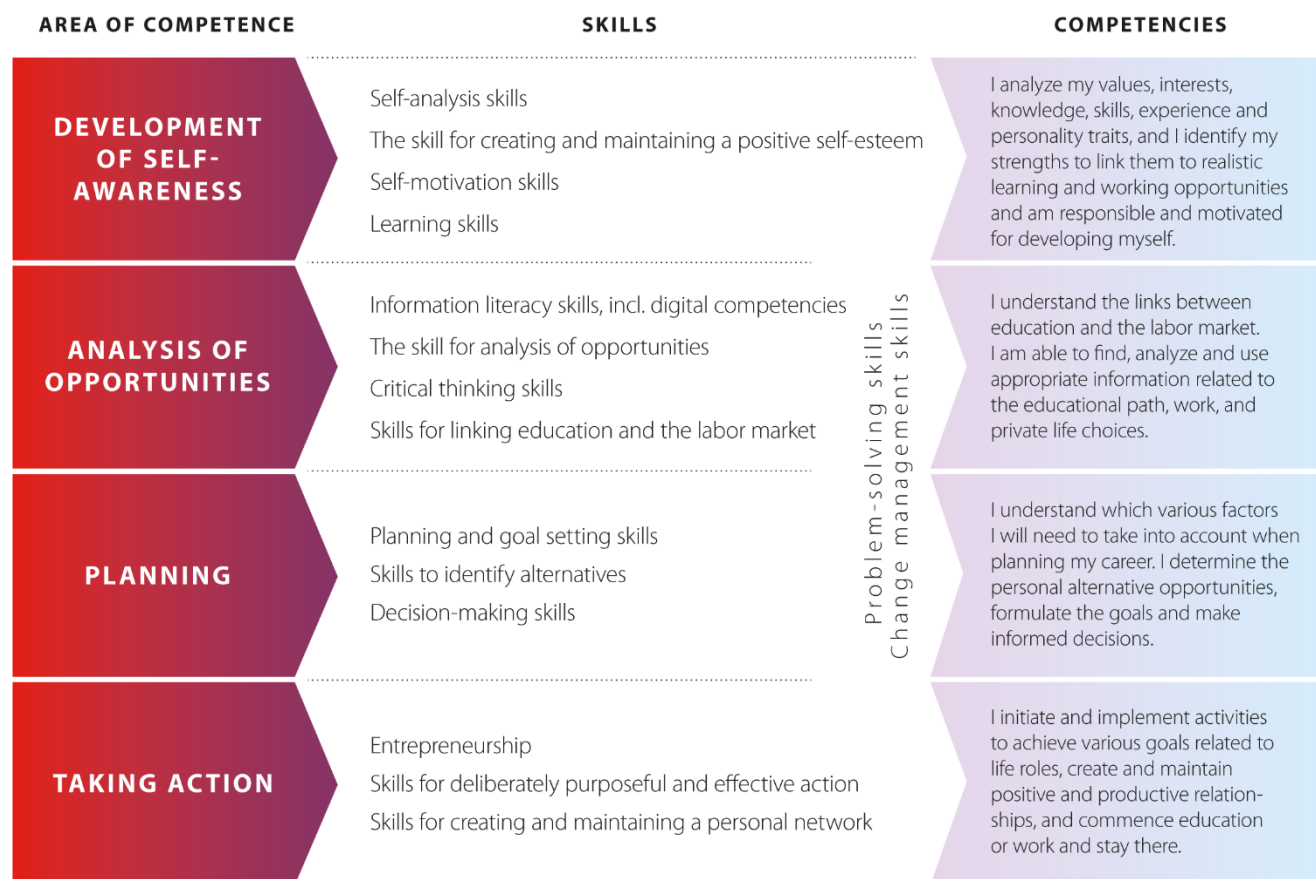 AREA OF COMPETENCE
SKILLS
COMPETENCIES
DEVELOPMENT
OF SELF-
AWARENESS
Self-analysis skills
The skill for creating and maintaining a positive self-esteem
Self-motivation skills
Learning skills
I analyze my values, interests,
knowledge, skills, experience and
personality traits, and I identify my
strengths to link them to realistic
learning and working opportunities
and am responsible and motivated
for developing myself.
ANALYSIS OF
OPPORTUNITIES
Information literacy skills, incl. digital competencies
The skill for analysis of opportunities
Critical thinking skills
Skills for linking education and the labor market
I understand the links between
education and the labor market.
I am able to find, analyze and use
appropriate information related to
the educational path, work, and
private life choices.
PLANNING
Planning and goal setting skills
Skills to identify alternatives
Decision-making skills
I understand which various factors
I will need to take into account when
planning my career. I determine the
personal alternative opportunities,
formulate the goals and make
informed decisions.
TAKING ACTION
Entrepreneurship
Skills for deliberately purposeful and effective action
Skills for creating and maintaining a personal network
I initiate and implement activities
to achieve various goals related to
life roles, create and maintain
positive and productive relation-
ships, and commence education
or work and stay there.
Problem-solving skills
Change management skills